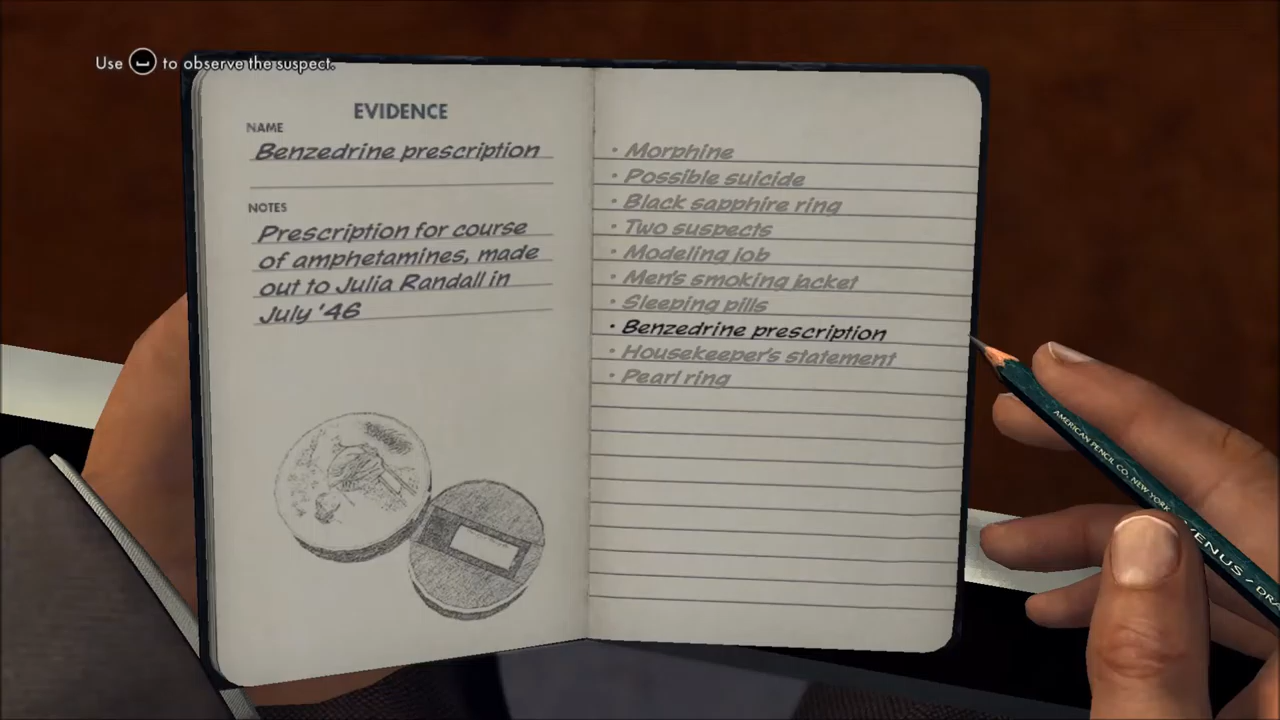 Use to observe the suspect.
EVIDENCE
NAME
Benzedrine prescription
NOTES
Prescription for course
of amphetamines, made
out to Julia Randall in
July '46
· Morphine
· Possible suicide
· Black sapphire ring
· Two suspects
· Modeling job
· Men's smoking jacket
· Sleeping pills
· Benzedrine prescription
· Housekeeper's statement
· Pearl ring
AMERICAN PENCIL CO. NEW YORK
VENUS / DRA